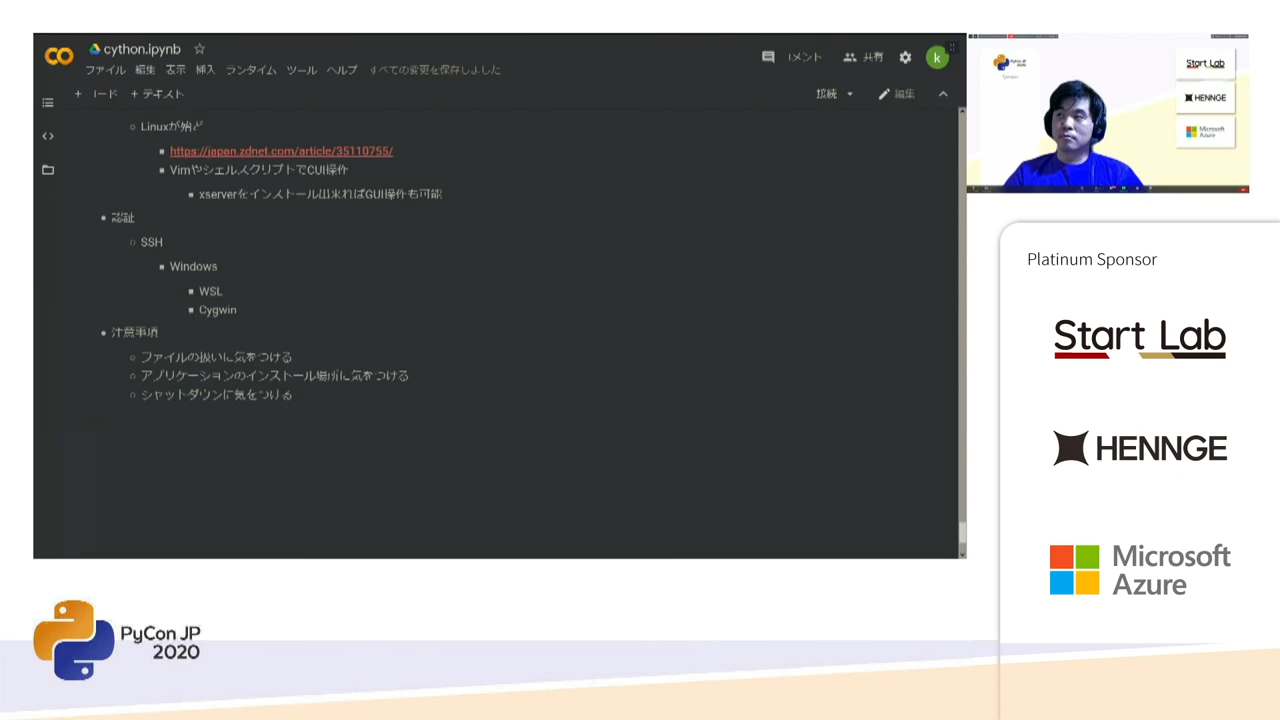 cython.ipynb
ファイル 編集 表示 挿入 ランタイム ツール ヘルプ すべての変更を保存しました
コメント 共有 k
+ コード + テキスト 接続 編集
Linuxが
https://japan.zdnet.com/article/35110755/
VimやシェルスクリプトでCUI操作
xserverをインストール出来ればGUI操作も可能
認証
SSH
Windows
WSL
Cygwin
注意事項
ファイルの扱いに気をつける
アプリケーションのインストール場所に気をつける
シャットダウンに気をつける
Start Lab
HENNGE
Microsoft
Azure
Platinum Sponsor
Start Lab
HENNGE
Microsoft
Azure
PyCon JP
2020